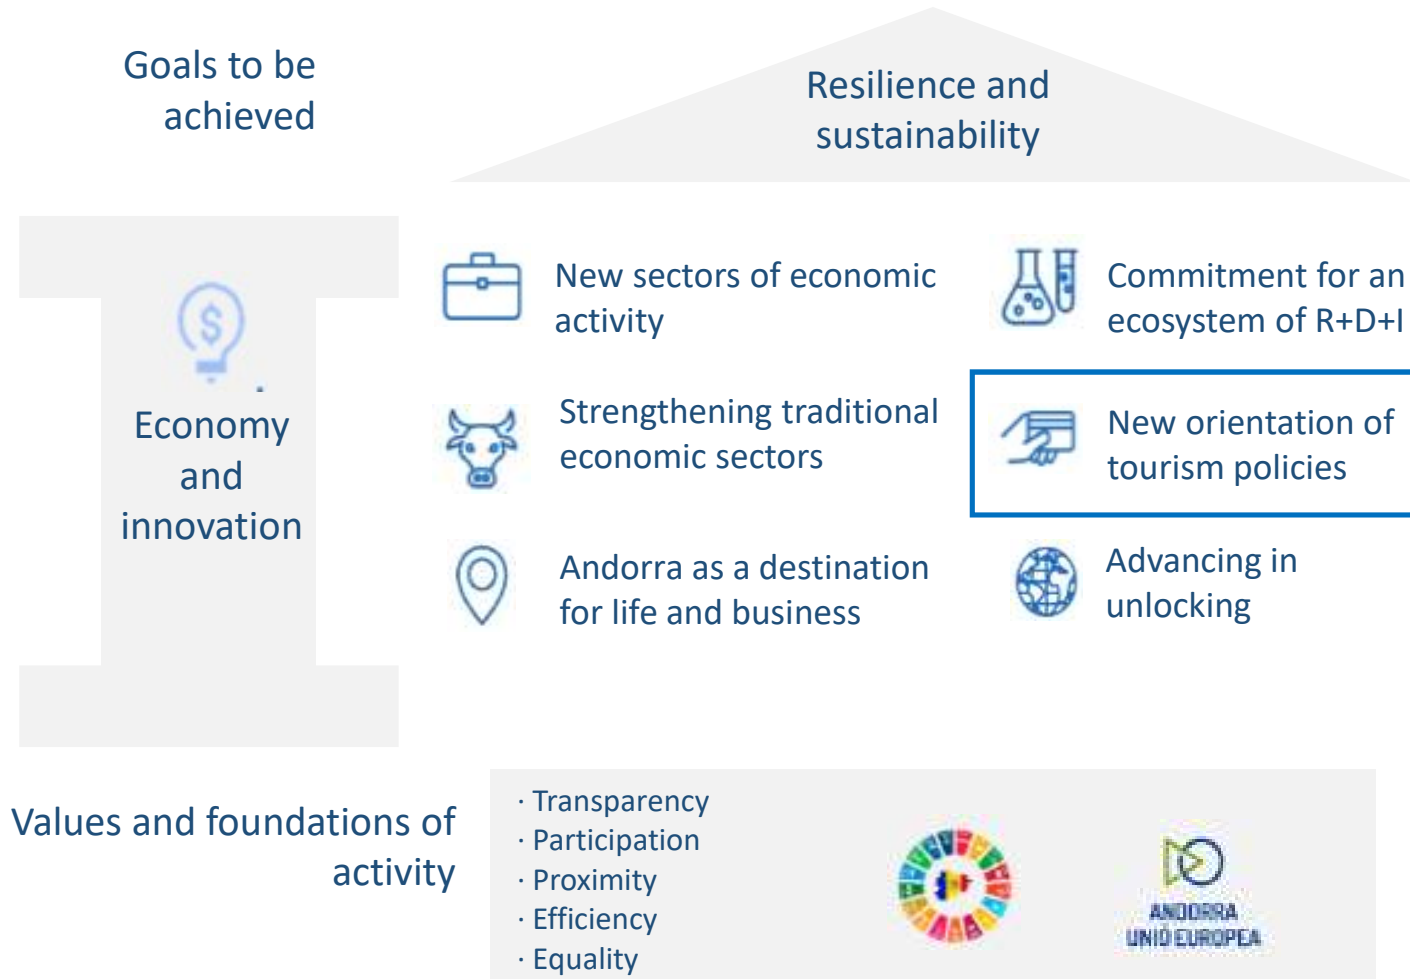 Goals to be
achieved
Resilience and
sustainability
Economy
and
innovation
New sectors of economic
activity
Commitment for an
ecosystem of R+D+I
Strengthening traditional
economic sectors
New orientation of
tourism policies
Andorra as a destination
for life and business
Advancing in
unlocking
Values and foundations of
activity
· Transparency
· Participation
· Proximity
· Efficiency
· Equality
ANDORRA
UNIÓ EUROPEA